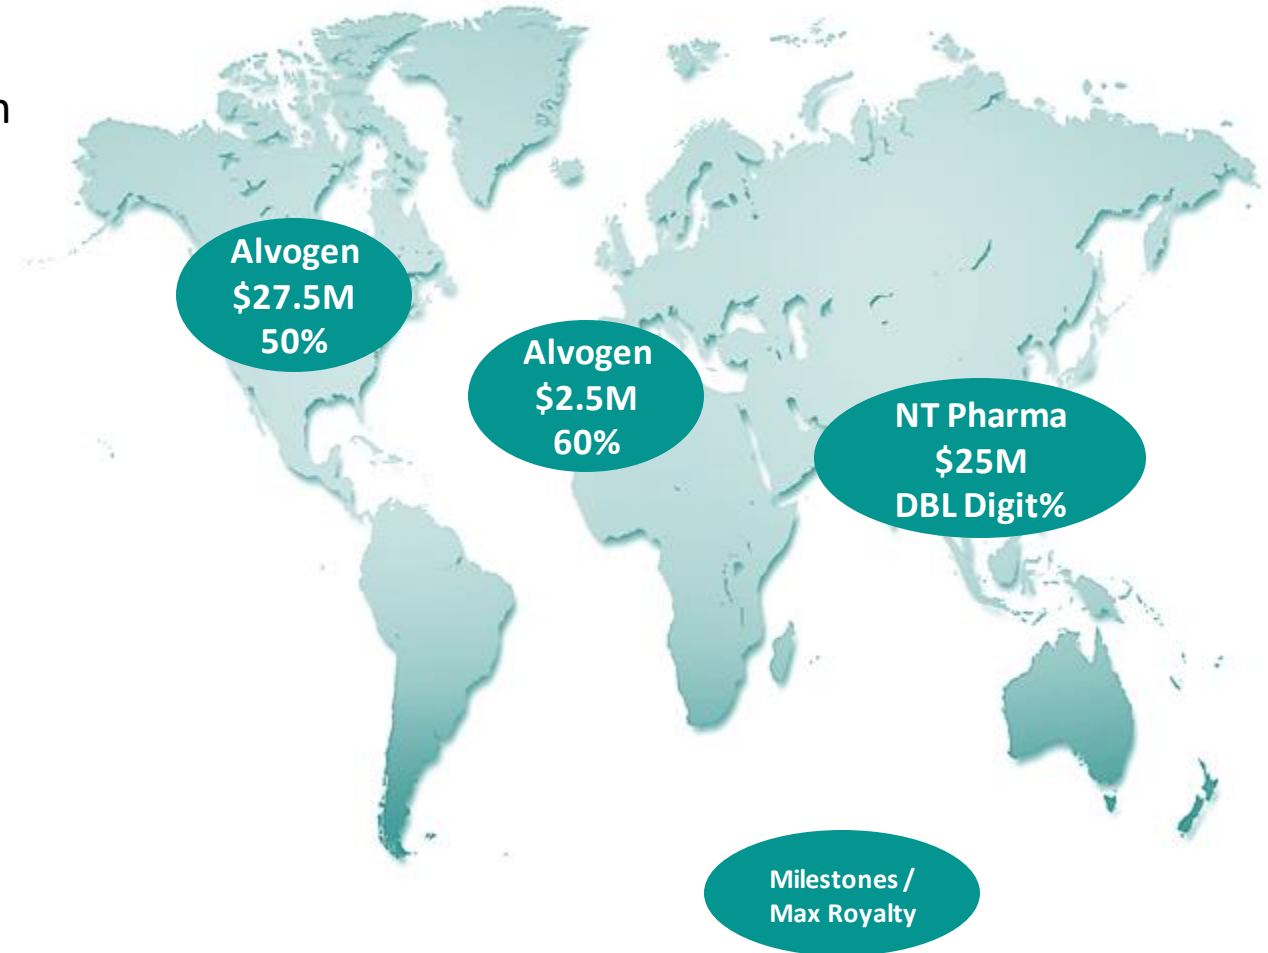 n
Alvogen
$27.5M
50%
Alvogen
$2.5M
60%
NT Pharma
$25M
DBL Digit%
Milestones /
Max Royalty